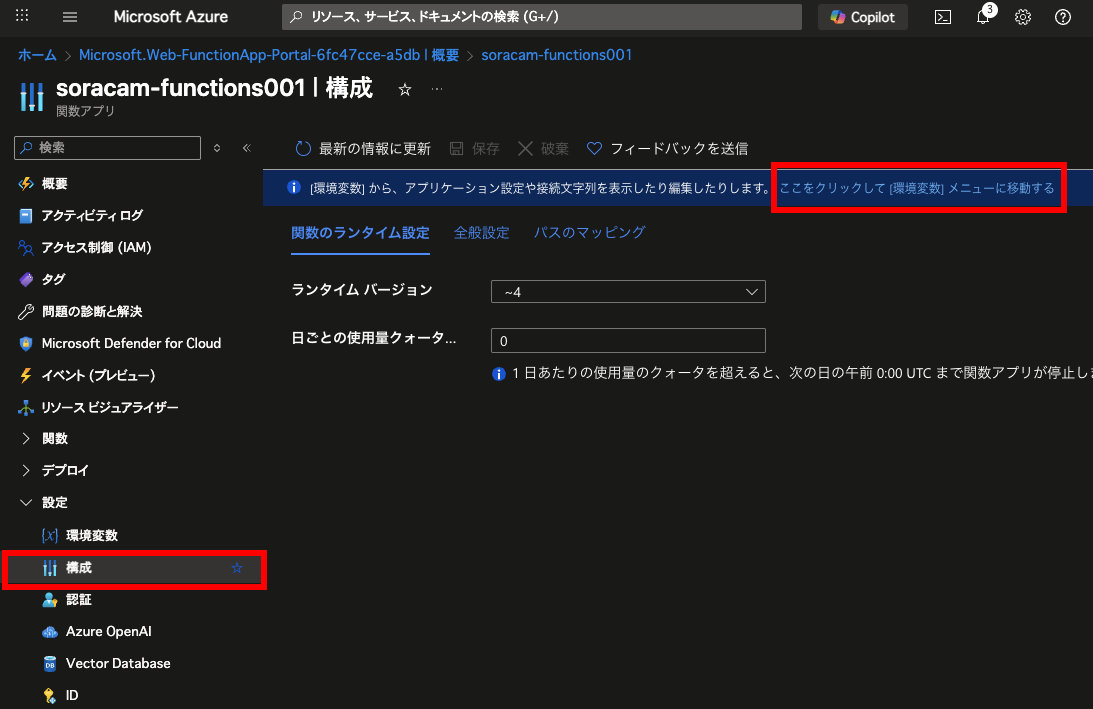 Microsoft Azure
リソース、サービス、ドキュメントの検索 (G+/)
Copilot
3
ホーム > Microsoft.Web-FunctionApp-Portal-6fc47cce-a5db | 概要 > soracam-functions001
soracam-functions001 | 構成
関数アプリ
検索
最新の情報に更新
保存
破棄
フィードバックを送信
[環境変数] から、アプリケーション設定や接続文字列を表示したり編集したりします。 ここをクリックして [環境変数] メニューに移動する
概要
アクティビティ ログ
アクセス制御 (IAM)
タグ
問題の診断と解決
Microsoft Defender for Cloud
イベント (プレビュー)
リソース ビジュアライザー
関数
デプロイ
設定
環境変数
構成
認証
Azure OpenAI
DB
Vector Database
ID
関数のランタイム設定
全般設定
パスのマッピング
ランタイム バージョン
~4
日ごとの使用量クォータ...
0
1 日あたりの使用量のクォータを超えると、次の日の午前 0:00 UTC まで関数アプリが停止しま